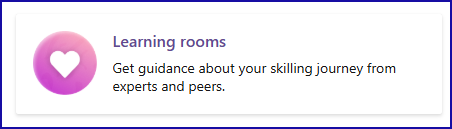 Learning rooms
Get guidance about your skilling journey from
experts and peers.